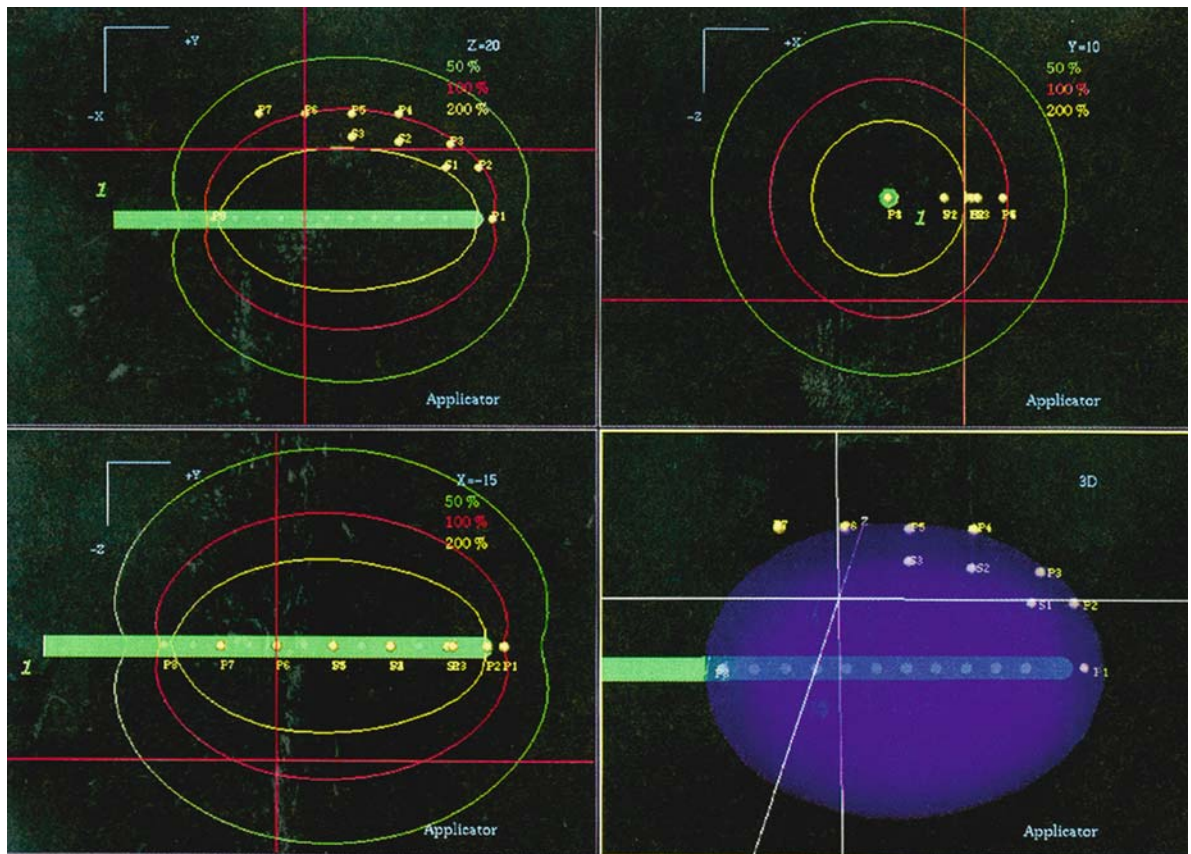 +Y
Z=20
50 %
100 %
200 %
-X
P7
P6
P5
P4
S3
S2
P3
S1
P2
1
P8
P1
Applicator
+X
Y=10
50 %
100 %
200 %
-Z
1
Applicator
+Y
X=-15
50 %
100 %
200 %
-Z
1
P8
P7
P6
P2
P1
Applicator
3D
P7
P6
Z
P5
P4
S3
S2
P3
S1
P2
P8
P1
Applicator